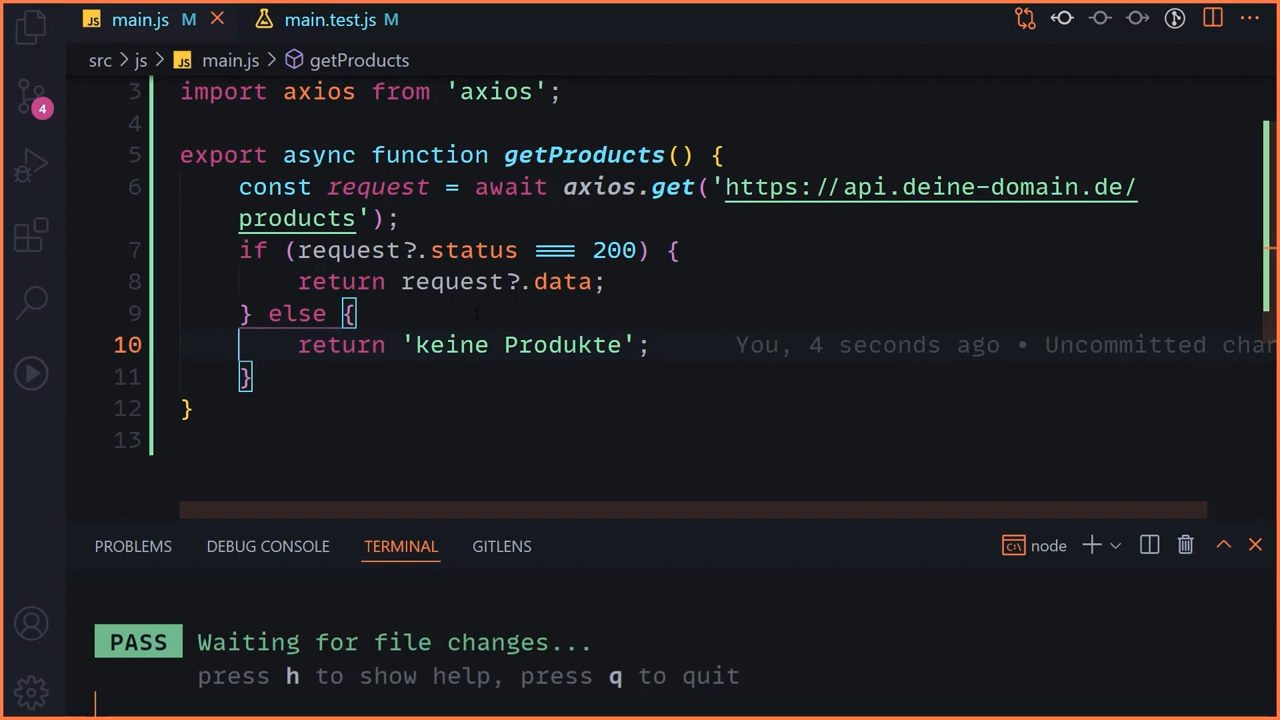 JS main.js M
main.test.js M
src > js > JS main.js > getProducts
4
3 import axios from 'axios';
4
5 export async function getProducts() {
6 const request = await axios.get('https://api.deine-domain.de/
products');
7 if (request?.status === 200) {
8 return request?.data;
9 } else {
10 return 'keine Produkte'; You, 4 seconds ago • Uncommitted
11 }
12 }
13
PROBLEMS DEBUG CONSOLE TERMINAL GITLENS
node
PASS Waiting for file changes...
press h to show help, press q to quit